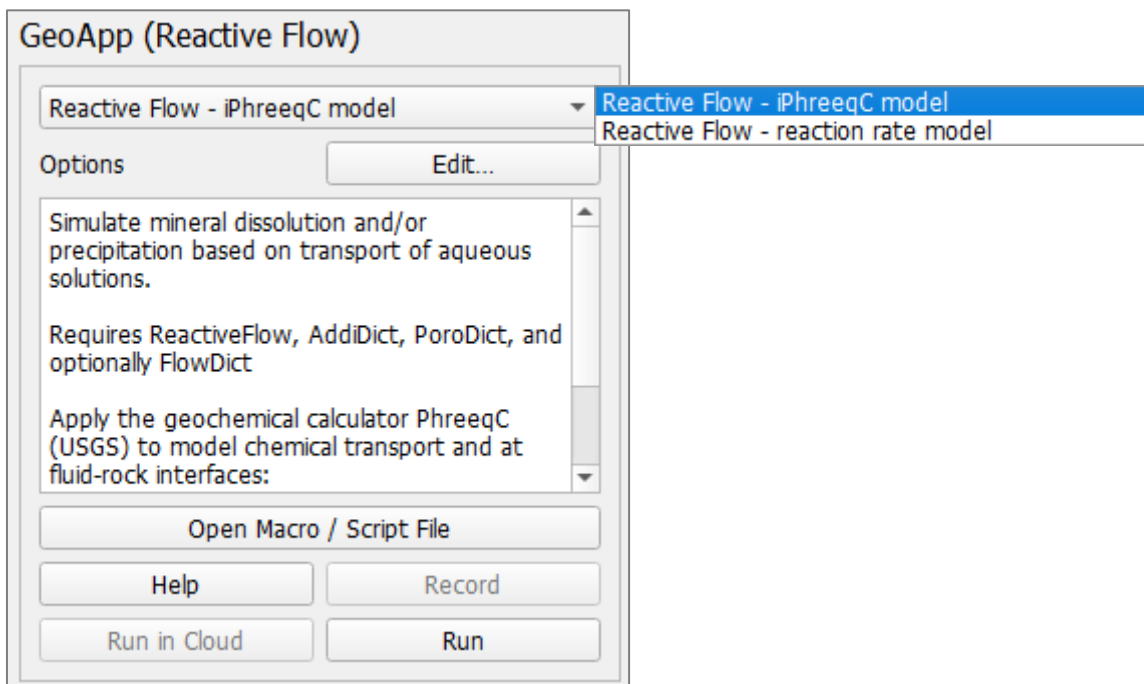 GeoApp (Reactive Flow)
Reactive Flow - iPhreeqC model
Reactive Flow - iPhreeqC model
Reactive Flow - reaction rate model
Options
Edit...
Simulate mineral dissolution and/or
precipitation based on transport of aqueous
solutions.
Requires ReactiveFlow, AddiDict, PoroDict, and
optionally FlowDict
Apply the geochemical calculator PhreeqC
(USGS) to model chemical transport and at
fluid-rock interfaces:
Open Macro / Script File
Help
Record
Run in Cloud
Run